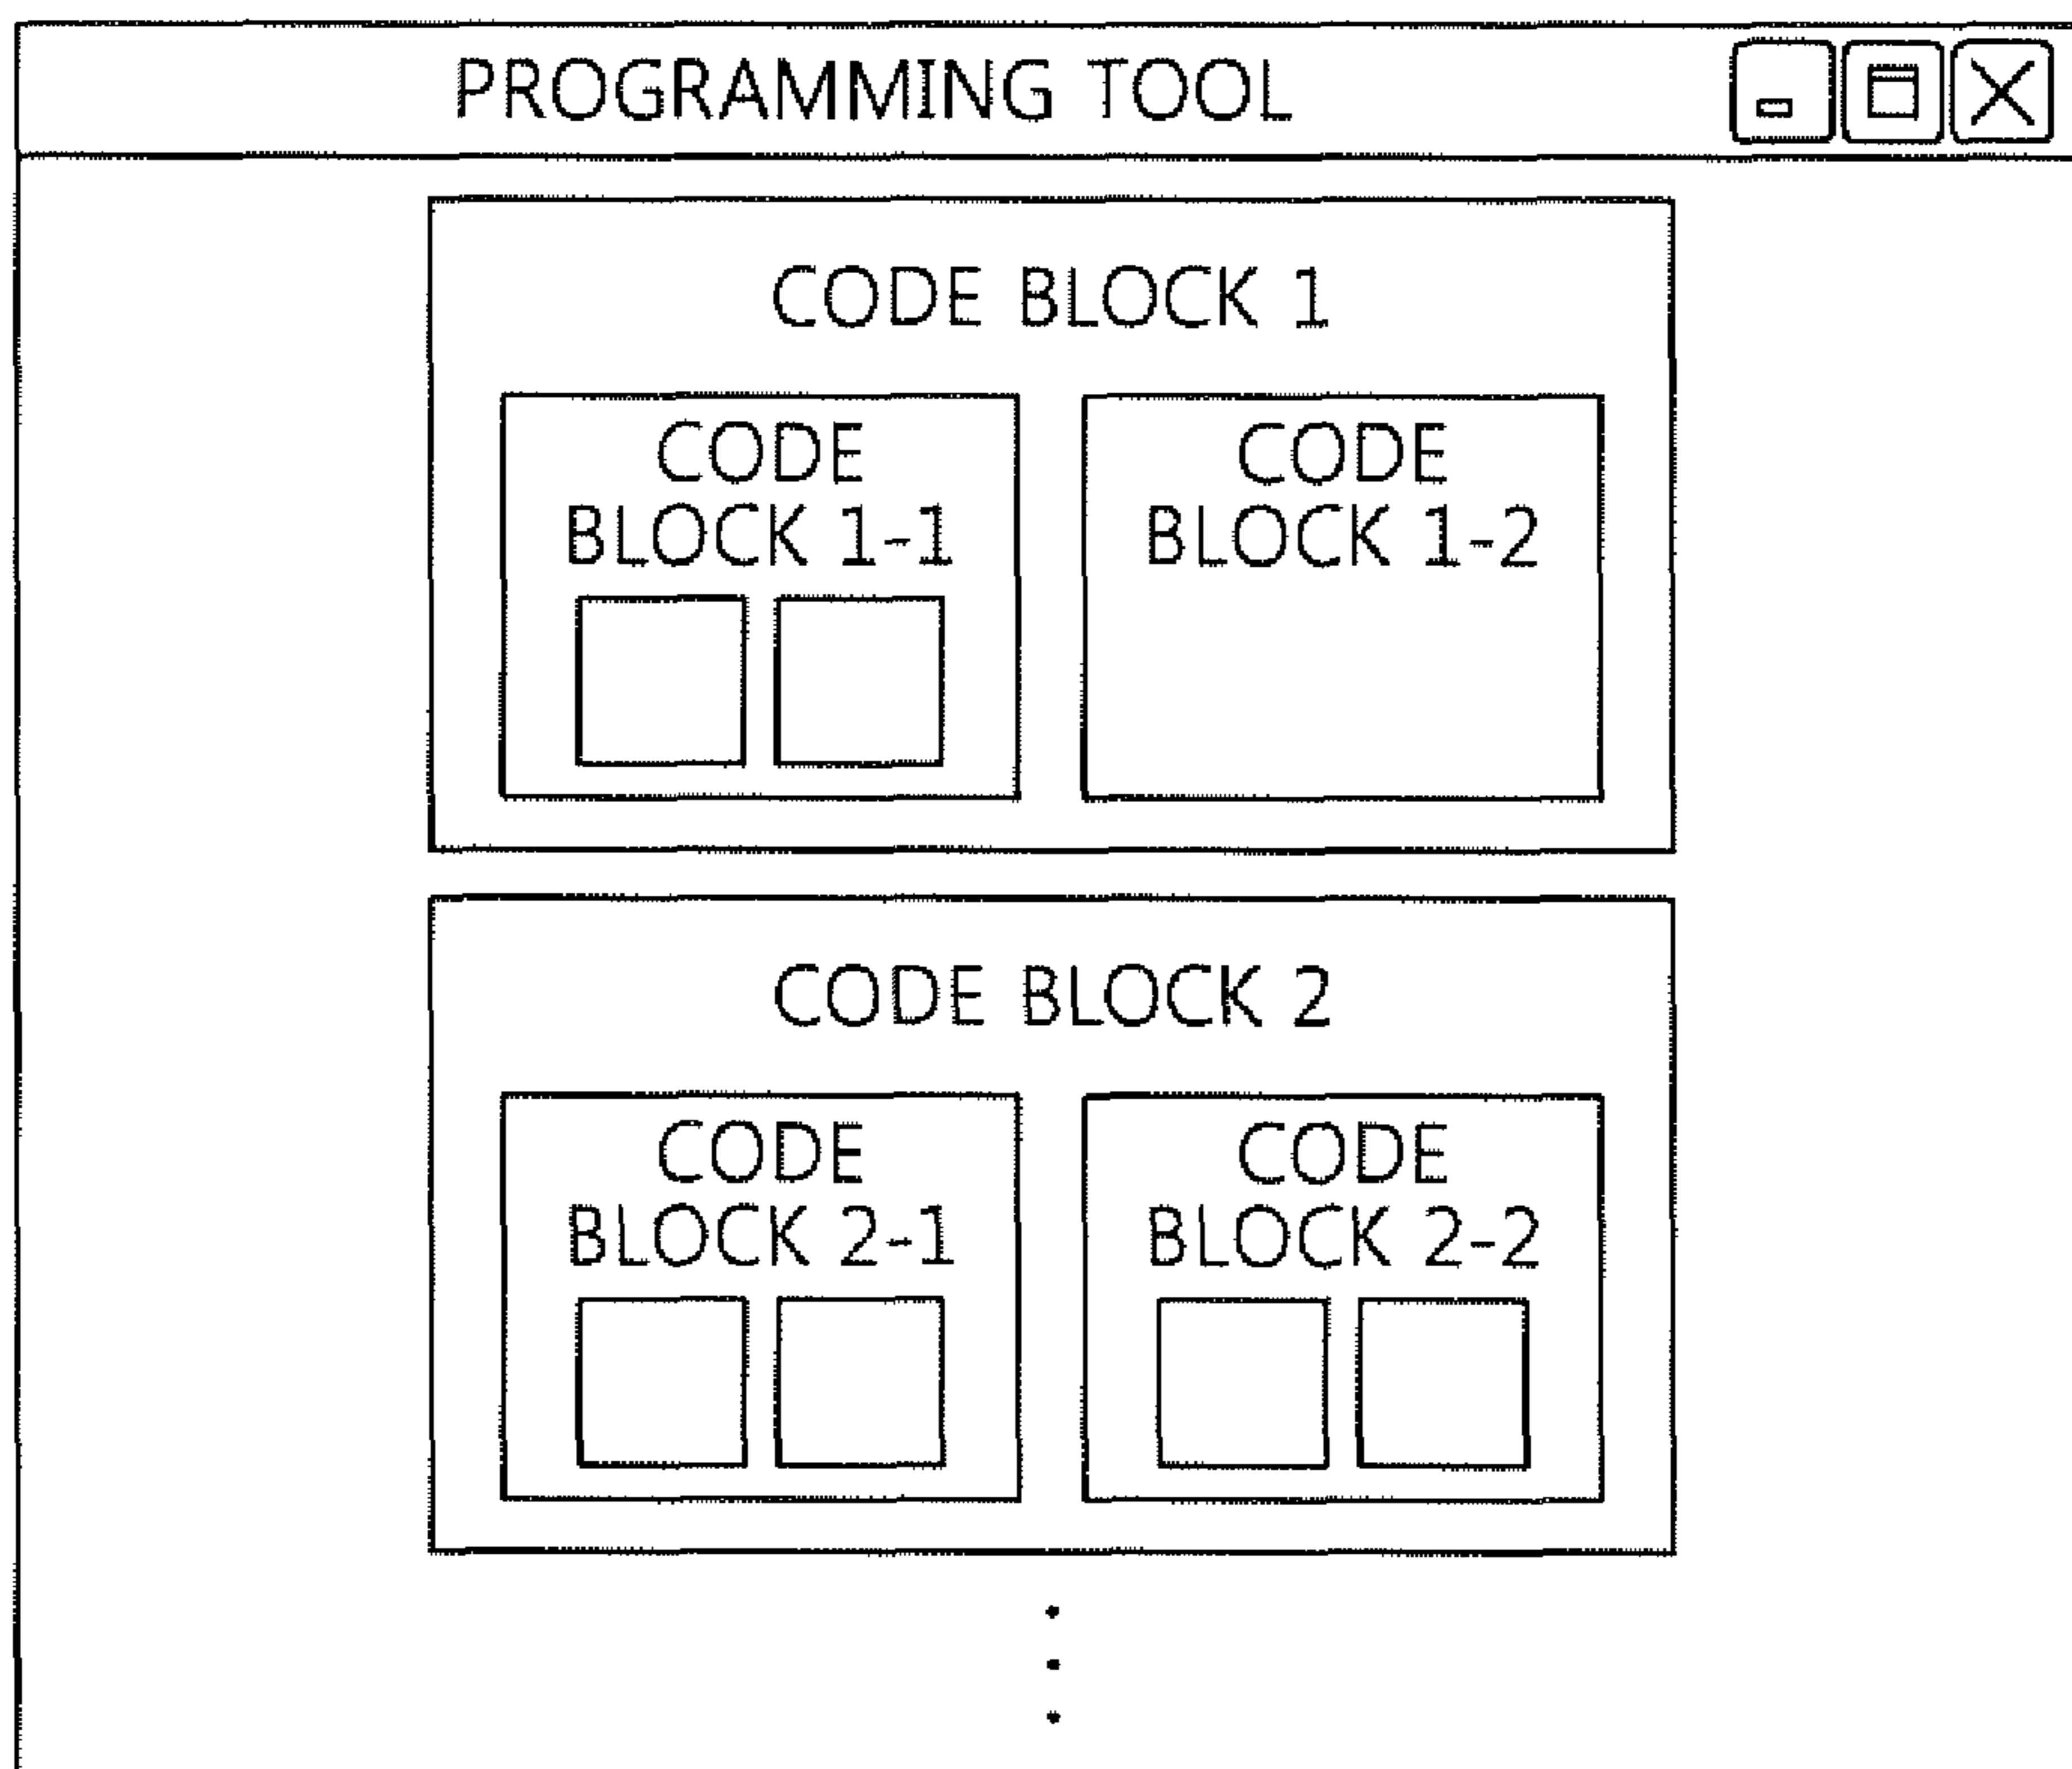 PROGRAMMING TOOL
CODE BLOCK 1
CODE
BLOCK 1-1
CODE
BLOCK 1-2
CODE BLOCK 2
CODE
BLOCK 2-1
CODE
BLOCK 2-2